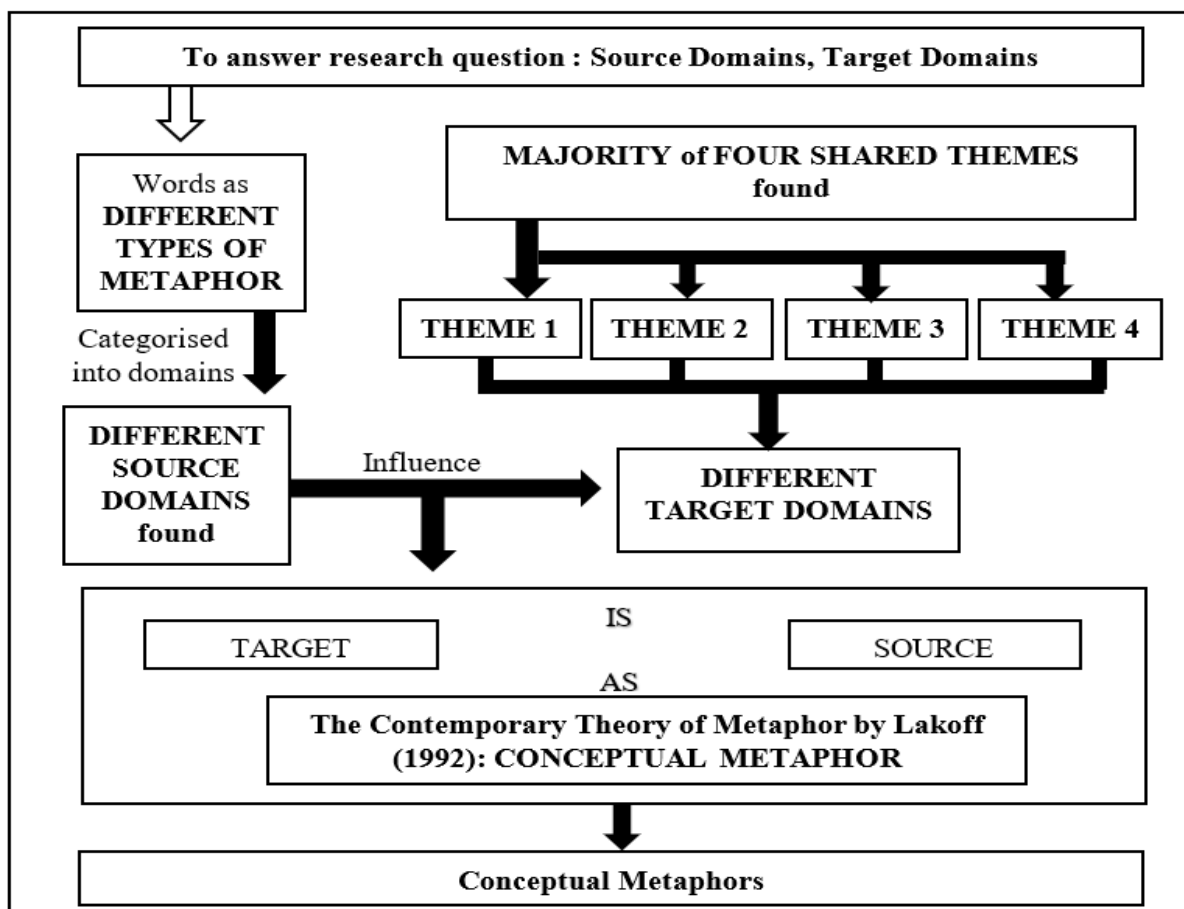 To answer research question : Source Domains, Target Domains
Words as
DIFFERENT
TYPES OF
METAPHOR
MAJORITY of FOUR SHARED THEMES
found
Categorised
into domains
THEME 1
THEME 2
THEME 3
THEME 4
DIFFERENT
SOURCE
DOMAINS
found
Influence
DIFFERENT
TARGET DOMAINS
IS
TARGET
SOURCE
AS
The Contemporary Theory of Metaphor by Lakoff
(1992): CONCEPTUAL METAPHOR
Conceptual Metaphors